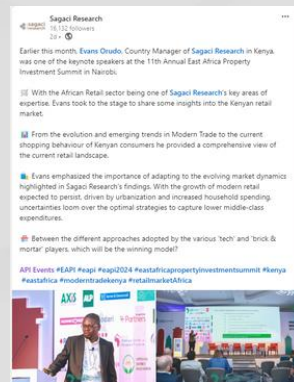 Sagaci Research
16,132 followers
2d •
Earlier this month, Evans Orudo, Country Manager of Sagaci Research in Kenya,
was one of the keynote speakers at the 11th Annual East Africa Property
Investment Summit in Nairobi.
With the African Retail sector being one of Sagaci Research's key areas of
expertise. Evans took to the stage to share some insights into the Kenyan retail
market.
From the evolution and emerging trends in Modern Trade to the current
shopping behaviour of Kenyan consumers he provided a comprehensive view of
the current retail landscape.
Evans emphasized the importance of adapting to the evolving market dynamics
highlighted in Sagaci Research's findings. With the growth of modern retail
expected to persist, driven by urbanization and increased household spending,
uncertainties loom over the optimal strategies to capture lower middle-class
expenditures.
Between the different approaches adopted by the various 'tech' and 'brick &
mortar' players, which will be the winning model?
API Events #EAPI #eapi #eapi2024 #eastafricapropertyinvestmentsummit #kenya
#eastafrica #moderntradekenya #retailmarketAfrica